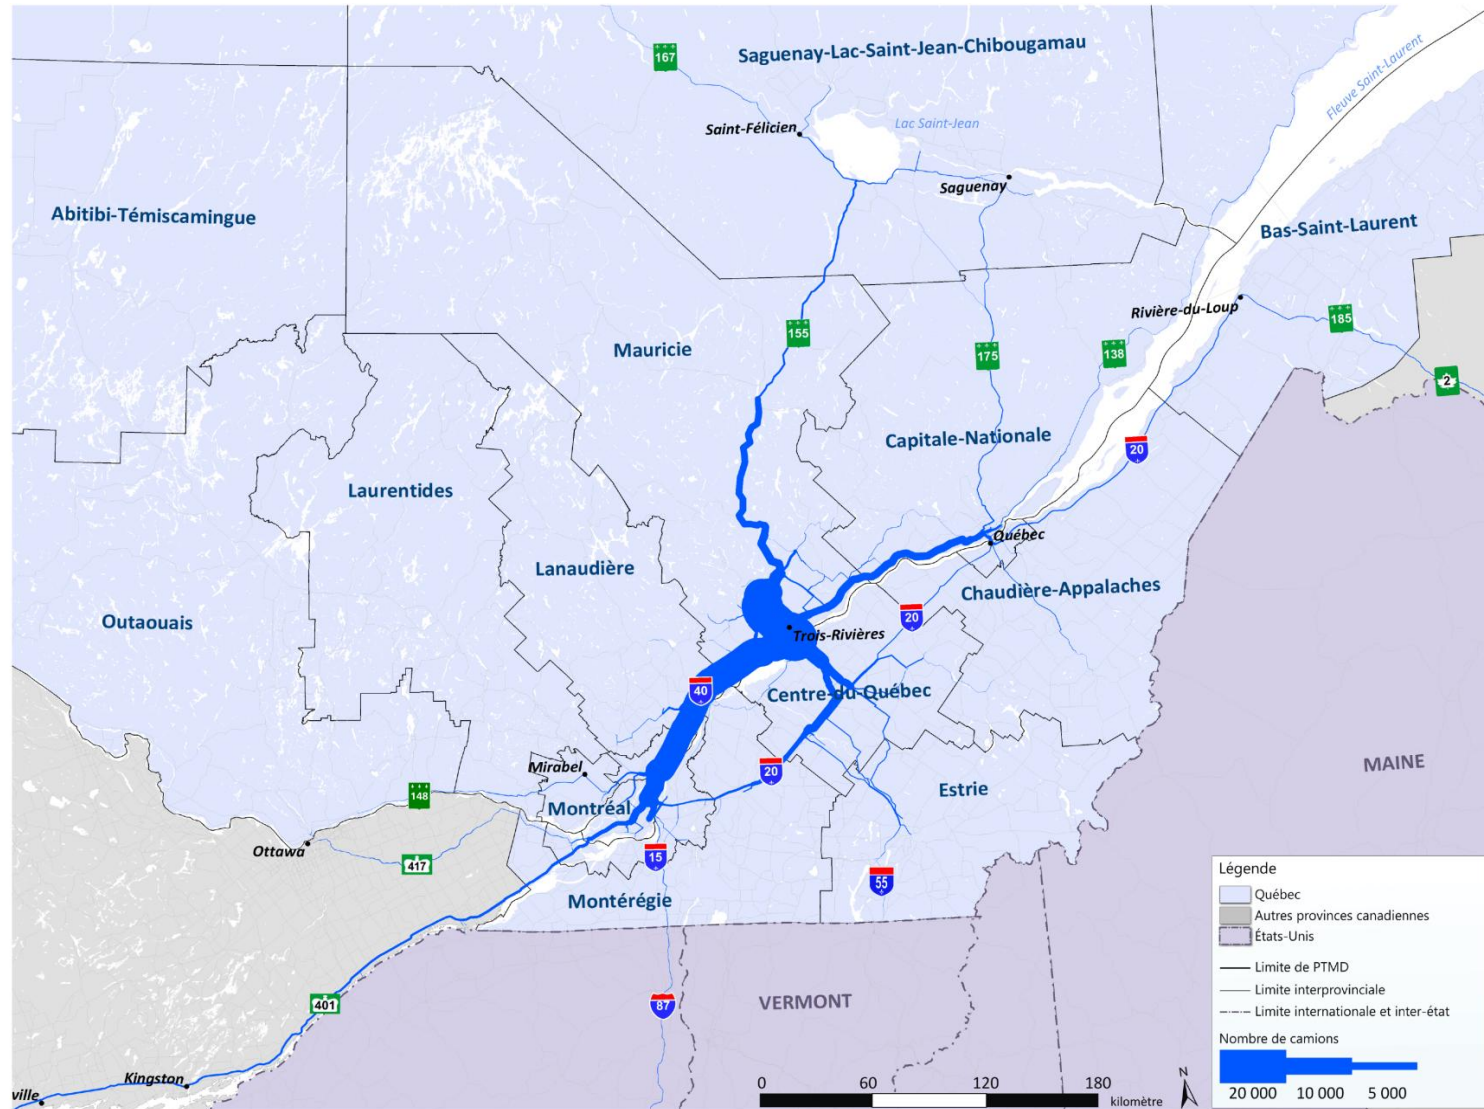 Saguenay-Lac-Saint-Jean-Chibougamau
167
Fleuve Saint-Laurent
Saint-Félicien
Lac Saint-Jean
Saguenay
Abitibi-Témiscamingue
Bas-Saint-Laurent
Rivière-du-Loup
185
155
Mauricie
175
138
2
Capitale-Nationale
20
Laurentides
Québec
Lanaudière
Chaudière-Appalaches
Outaouais
20
Trois-Rivières
40
Centre-du-Québec
Mirabel
20
MAINE
Estrie
148
Montréal
Ottawa
417
15
55
Montérégie
401
87
VERMONT
Kingston
ville
Légende
Québec
Autres provinces canadiennes
États-Unis
Limite de PTMD
Limite interprovinciale
Limite internationale et inter-état
Nombre de camions
20 000 10 000 5 000
0 60 120 180
kilomètre
N